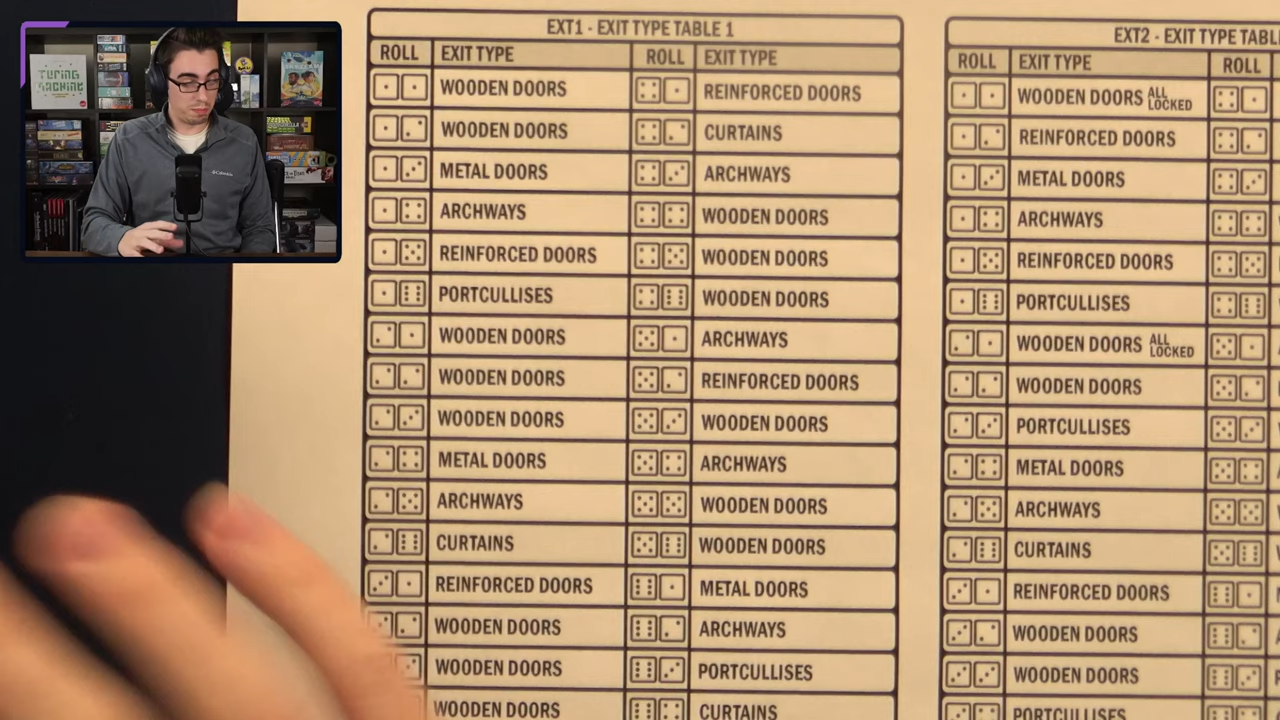 TURING
MACHINE
Columbia
EXT1 - EXIT TYPE TABLE 1
ROLL EXIT TYPE ROLL EXIT TYPE
WOODEN DOORS REINFORCED DOORS
WOODEN DOORS CURTAINS
METAL DOORS ARCHWAYS
ARCHWAYS WOODEN DOORS
REINFORCED DOORS WOODEN DOORS
PORTCULLISES WOODEN DOORS
WOODEN DOORS ARCHWAYS
WOODEN DOORS REINFORCED DOORS
WOODEN DOORS WOODEN DOORS
METAL DOORS ARCHWAYS
ARCHWAYS WOODEN DOORS
CURTAINS WOODEN DOORS
REINFORCED DOORS METAL DOORS
WOODEN DOORS ARCHWAYS
WOODEN DOORS PORTCULLISES
WOODEN DOORS CURTAINS
EXT2 - EXIT TYPE TABL
ROLL EXIT TYPE ROLL
WOODEN DOORS ALL LOCKED
REINFORCED DOORS
METAL DOORS
ARCHWAYS
REINFORCED DOORS
PORTCULLISES
WOODEN DOORS ALL LOCKED
WOODEN DOORS
PORTCULLISES
METAL DOORS
ARCHWAYS
CURTAINS
REINFORCED DOORS
WOODEN DOORS
WOODEN DOORS
PORTCULLISES